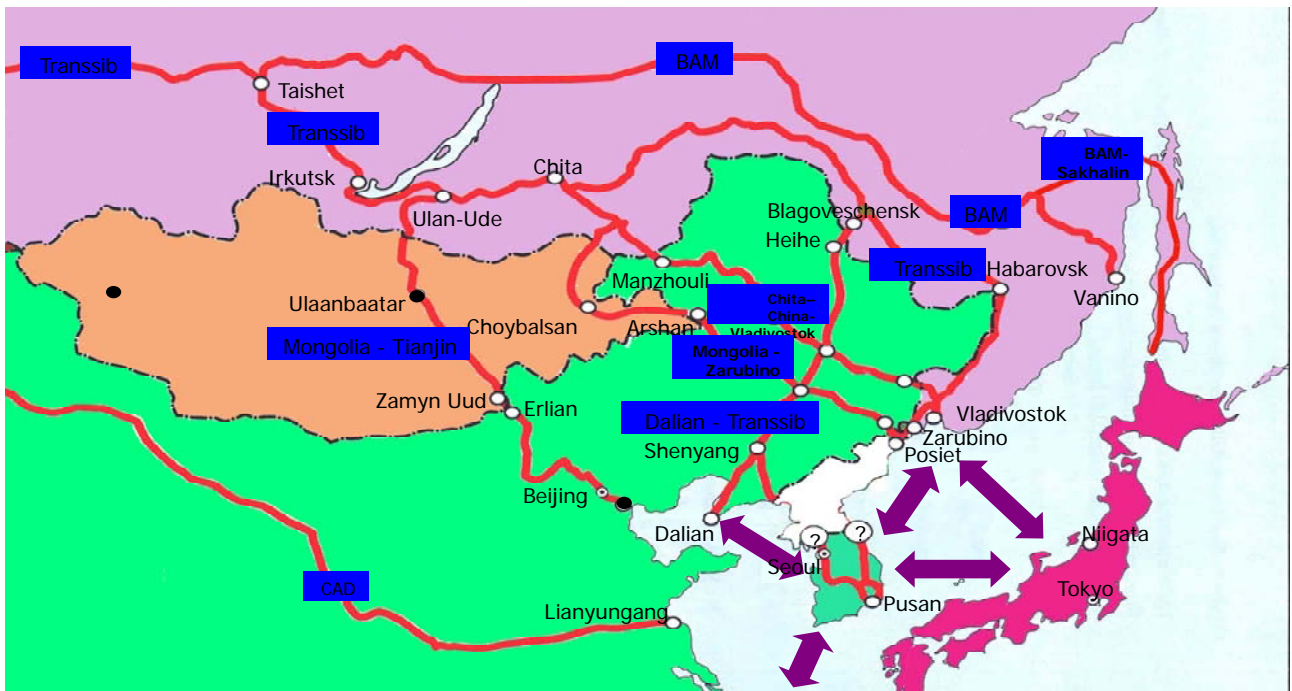 Transsib
BAM
Taishet
Transsib
BAM-
Sakhalin
Chita
Irkutsk
Ulan-Ude
Blagoveschensk
BAM
Heihe
Transsib
Habarovsk
Manzhouli
Vanino
Ulaanbaatar
Chita–
China-
Vladivostok
Choybalsan
Arshan
Mongolia - Tianjin
Mongolia -
Zarubino
Zamyn Uud
Erlian
Dalian - Transsib
Vladivostok
Zarubino
Shenyang
Posiet
Beijing
Dalian
?
?
Niigata
Seoul
CAD
Tokyo
Lianyungang
Pusan